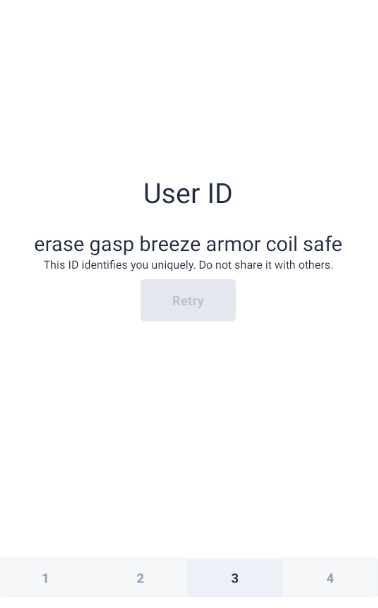 User ID
erase gasp breeze armor coil safe
This ID identifies you uniquely. Do not share it with others.
Retry
1
2
3
4